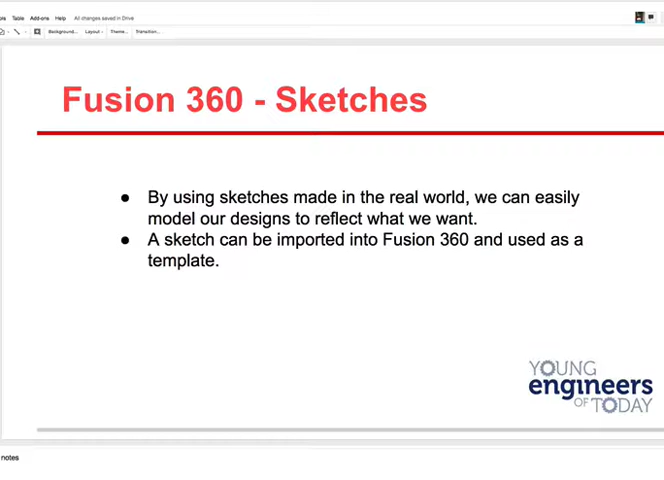 Table Add-ons Help All changes saved in Drive
Background... Layout Theme... Transition...
Fusion 360 - Sketches
● By using sketches made in the real world, we can easily
model our designs to reflect what we want.
● A sketch can be imported into Fusion 360 and used as a
template.
YOUNG
engineers
OF TODAY
notes